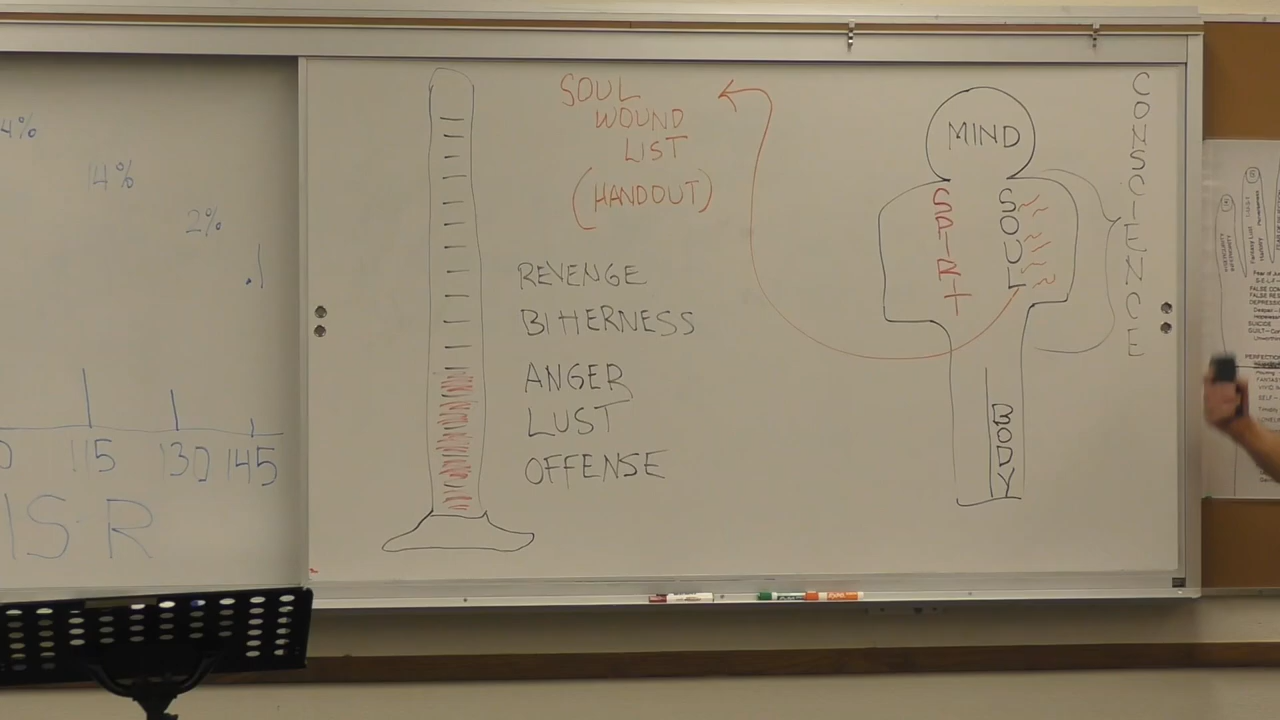 4%
14%
2%
.1
115 130 145
SOUL
WOUND
LIST
(HANDOUT)
REVENGE
BITTERNESS
ANGER
LUST
OFFENSE
MIND
SPIRIT
SOUL
BODY
CONSCIENCE